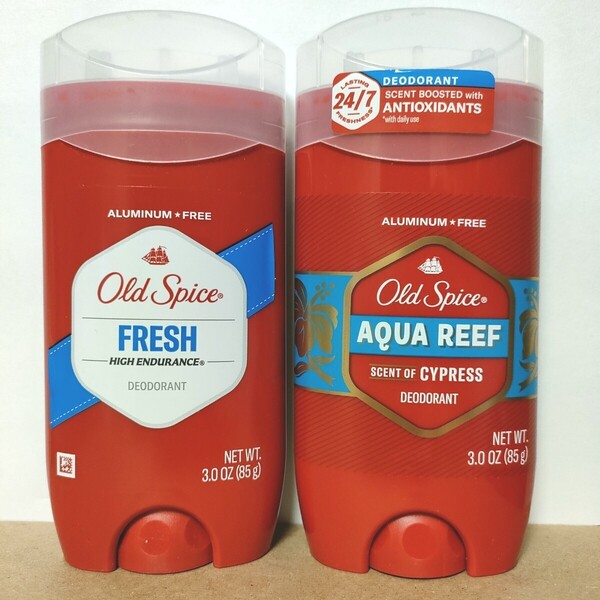 ALUMINUM★FREE
Old Spice®
FRESH
HIGH ENDURANCE®
DEODORANT
NET WT.
3.0 OZ (85 g)
LASTING
24/7
FRESHNESS*
DEODORANT
SCENT BOOSTED with
ANTIOXIDANTS
*with daily use
ALUMINUM★FREE
Old Spice®
AQUA REEF
SCENT OF CYPRESS
DEODORANT
NET WT.
3.0 OZ (85 g)